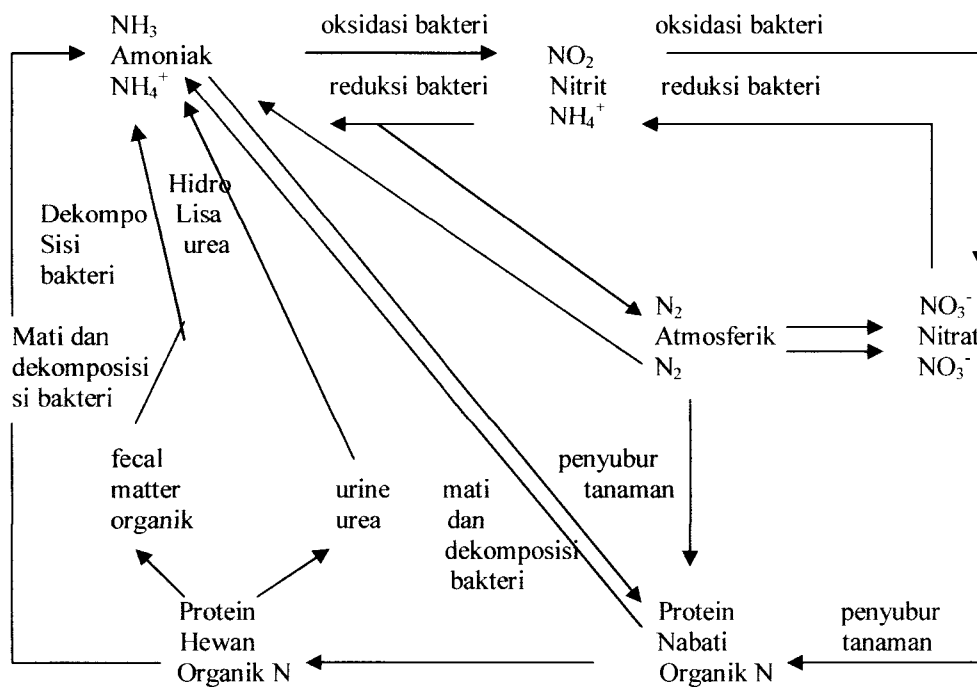 NH₃
Amoniak
NH₄⁺
oksidasi bakteri
reduksi bakteri
NO₂
Nitrit
NH₄⁺
oksidasi bakteri
reduksi bakteri
Hidro
Lisa
urea
Dekompo
Sisi
bakteri
N₂
Atmosferik
N₂
NO₃⁻
Nitrat
NO₃⁻
Mati dan
dekomposisi
si bakteri
fecal
matter
organik
urine
urea
mati
dan
dekomposisi
bakteri
penyubur
tanaman
Protein
Hewan
Organik N
Protein
Nabati
Organik N
penyubur
tanaman